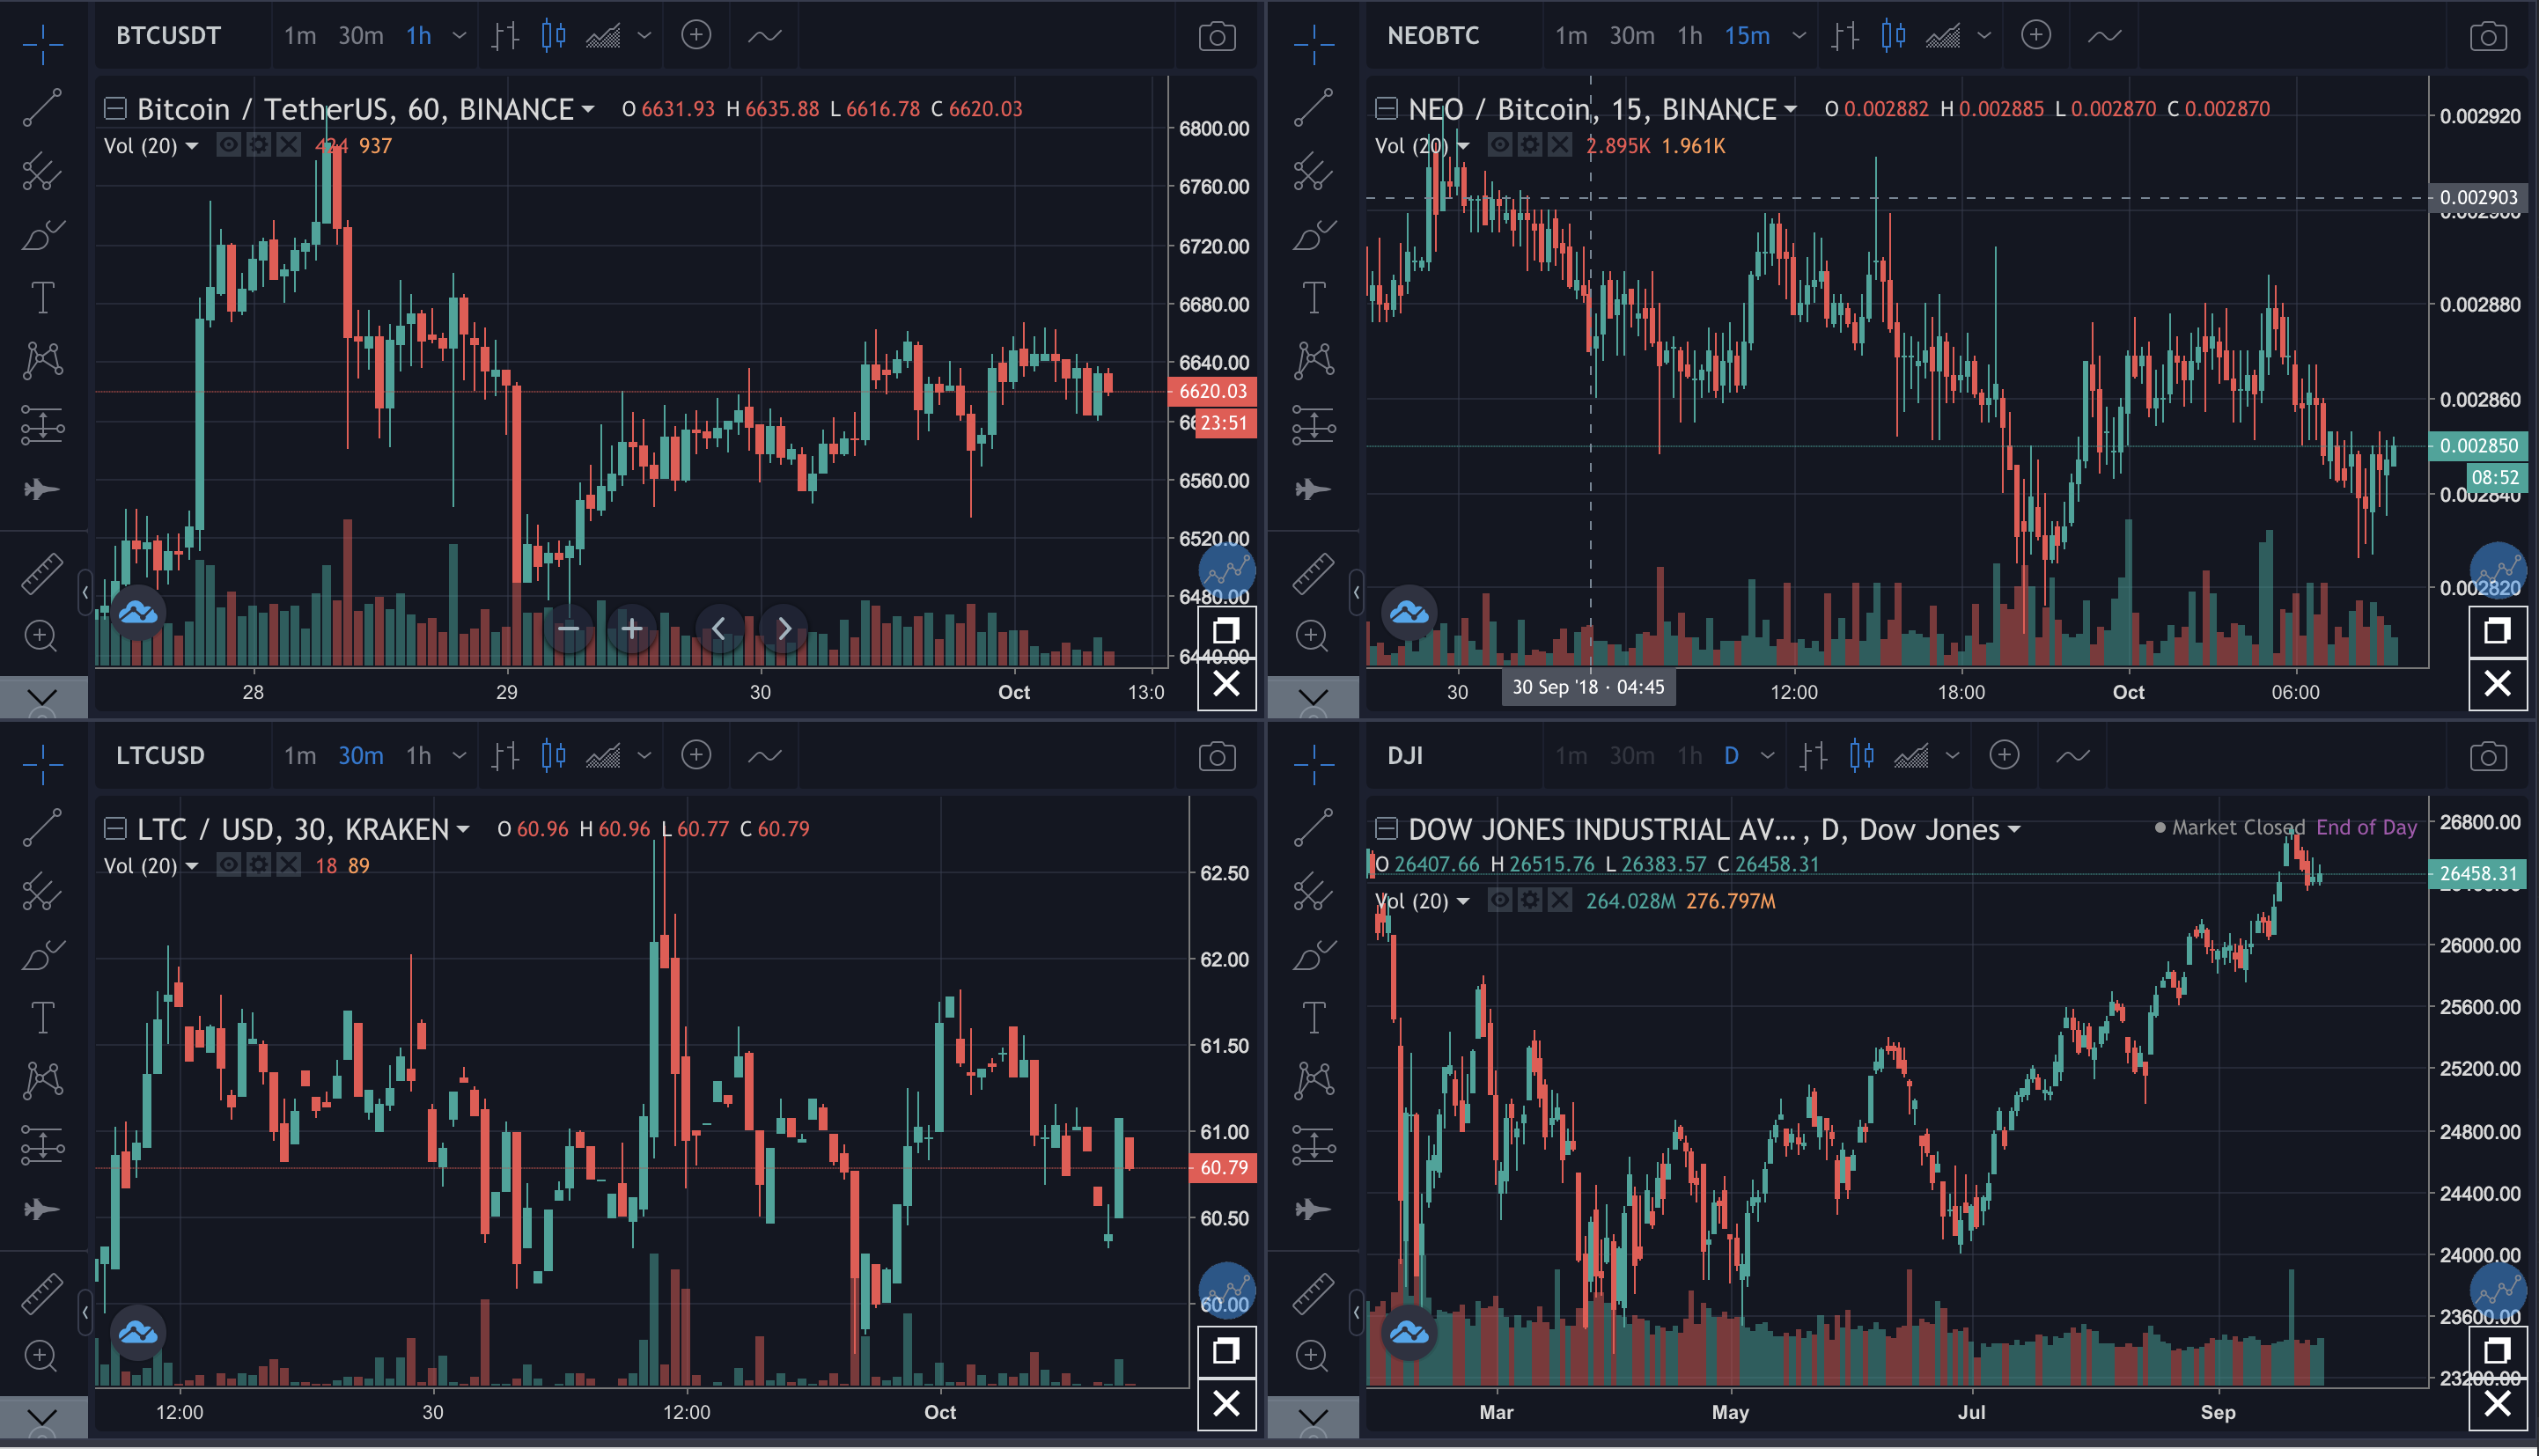 BTCUSDT 1m 30m 1h
Bitcoin / TetherUS, 60, BINANCE O 6631.93 H 6635.88 L 6616.78 C 6620.03
Vol (20) 424 937
6800.00
6760.00
6720.00
6680.00
6640.00
6620.03
23:51
6560.00
6520.00
6480.00
6440.00
28 29 30 Oct 13:0
NEOBTC 1m 30m 1h 15m
NEO / Bitcoin, 15, BINANCE O 0.002882 H 0.002885 L 0.002870 C 0.002870
Vol (20) 2.895K 1.961K
0.002920
0.002903
0.002880
0.002860
0.002850
08:52
0.002840
0.002820
30 30 Sep '18 · 04:45 12:00 18:00 Oct 06:00
LTCUSD 1m 30m 1h
LTC / USD, 30, KRAKEN O 60.96 H 60.96 L 60.77 C 60.79
Vol (20) 18 89
62.50
62.00
61.50
61.00
60.79
60.50
60.00
12:00 30 12:00 Oct
DJI 1m 30m 1h D
DOW JONES INDUSTRIAL AV... , D, Dow Jones Market Closed End of Day
O 26407.66 H 26515.76 L 26383.57 C 26458.31
Vol (20) 264.028M 276.797M
26800.00
26458.31
26000.00
25600.00
25200.00
24800.00
24400.00
24000.00
23600.00
23200.00
Mar May Jul Sep